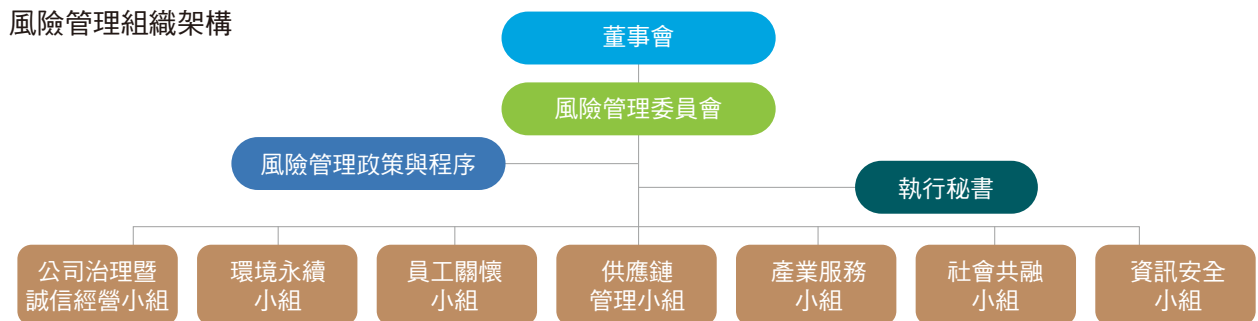 風險管理組織架構
董事會
風險管理委員會
風險管理政策與程序
執行秘書
公司治理暨
誠信經營小組
環境永續
小組
員工關懷
小組
供應鏈
管理小組
產業服務
小組
社會共融
小組
資訊安全
小組